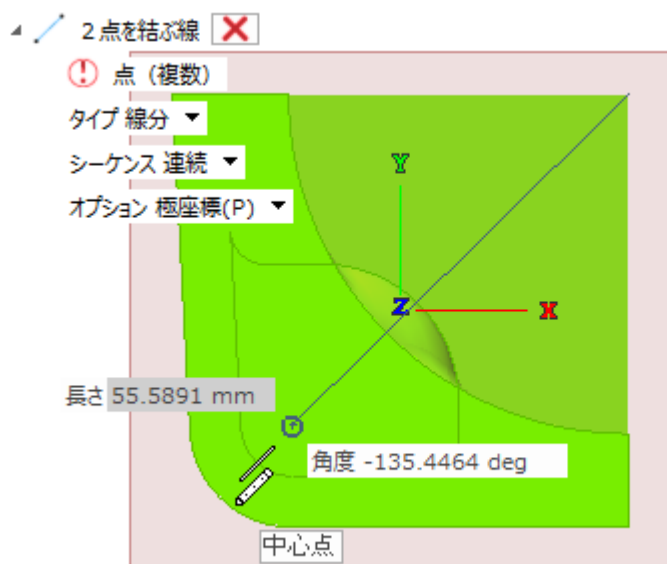 2点を結ぶ線
点（複数）
タイプ 線分
シーケンス 連続
オプション 極座標(P)
Y
Z
X
長さ 55.5891 mm
角度 -135.4464 deg
中心点